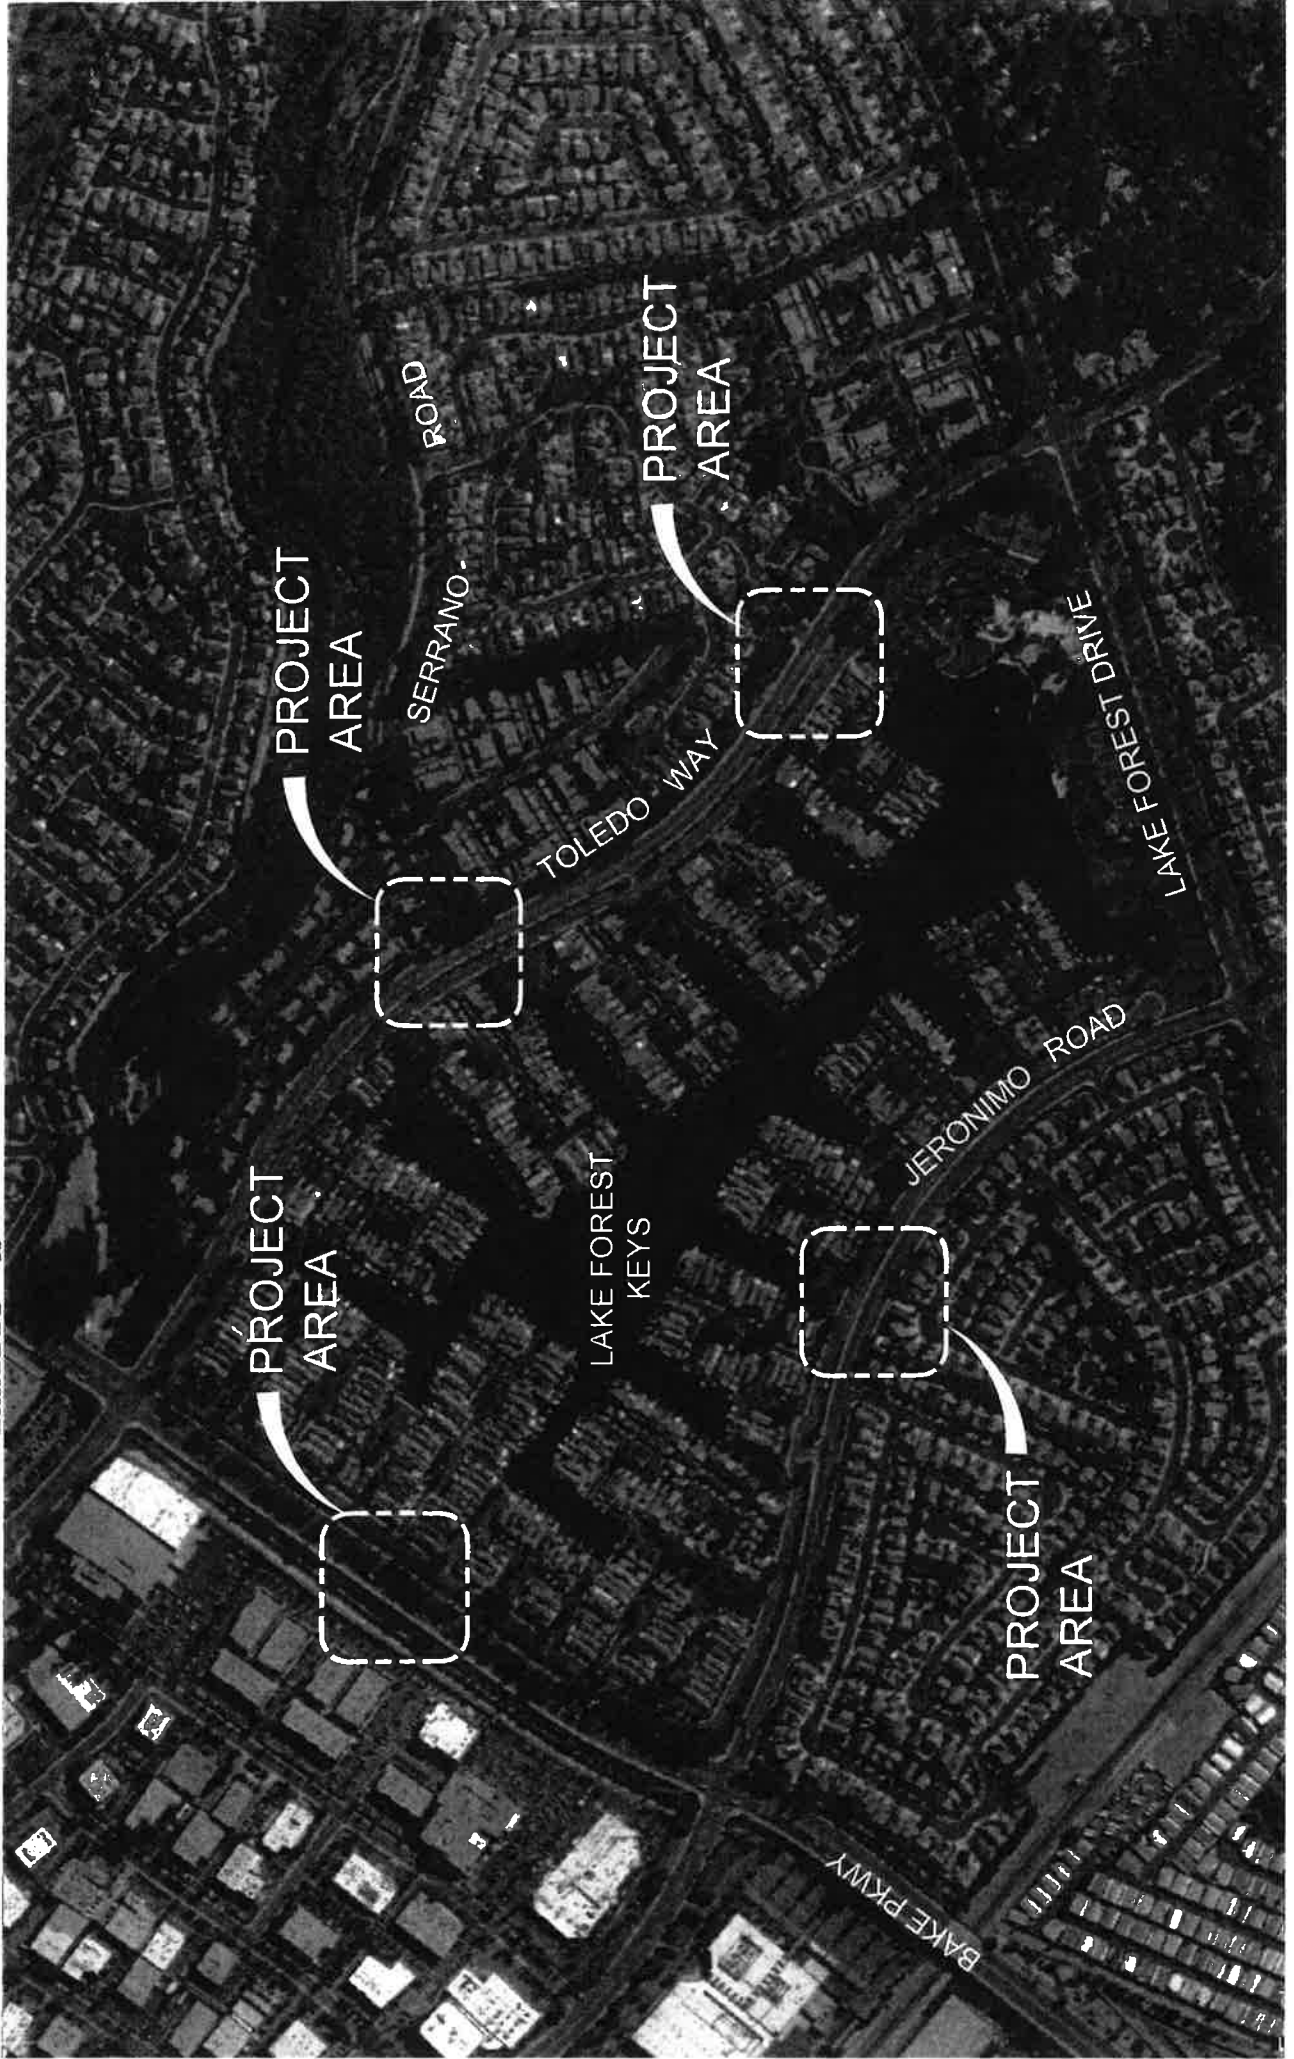 PROJECT
AREA
PROJECT
AREA
PROJECT
AREA
ROAD
SERRANO
TOLEDO WAY
LAKE FOREST
KEYS
JERONIMO ROAD
LAKE FOREST DRIVE
PROJECT
AREA
BAKE PKWY